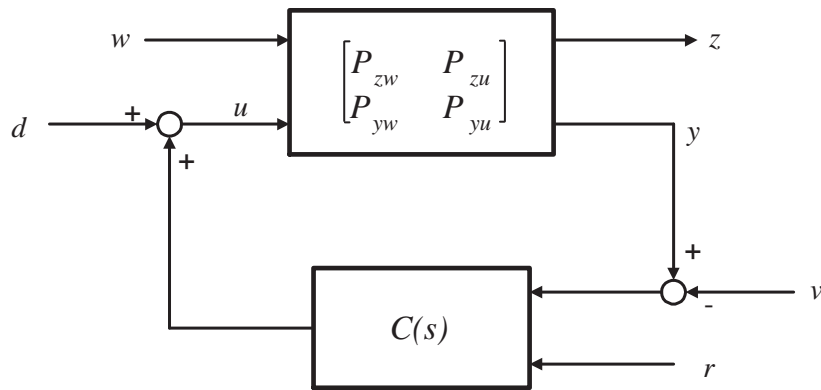 w
P_zw P_zu
z
d
+
u
P_yw P_yu
y
+
+
C(s)
-
v
r